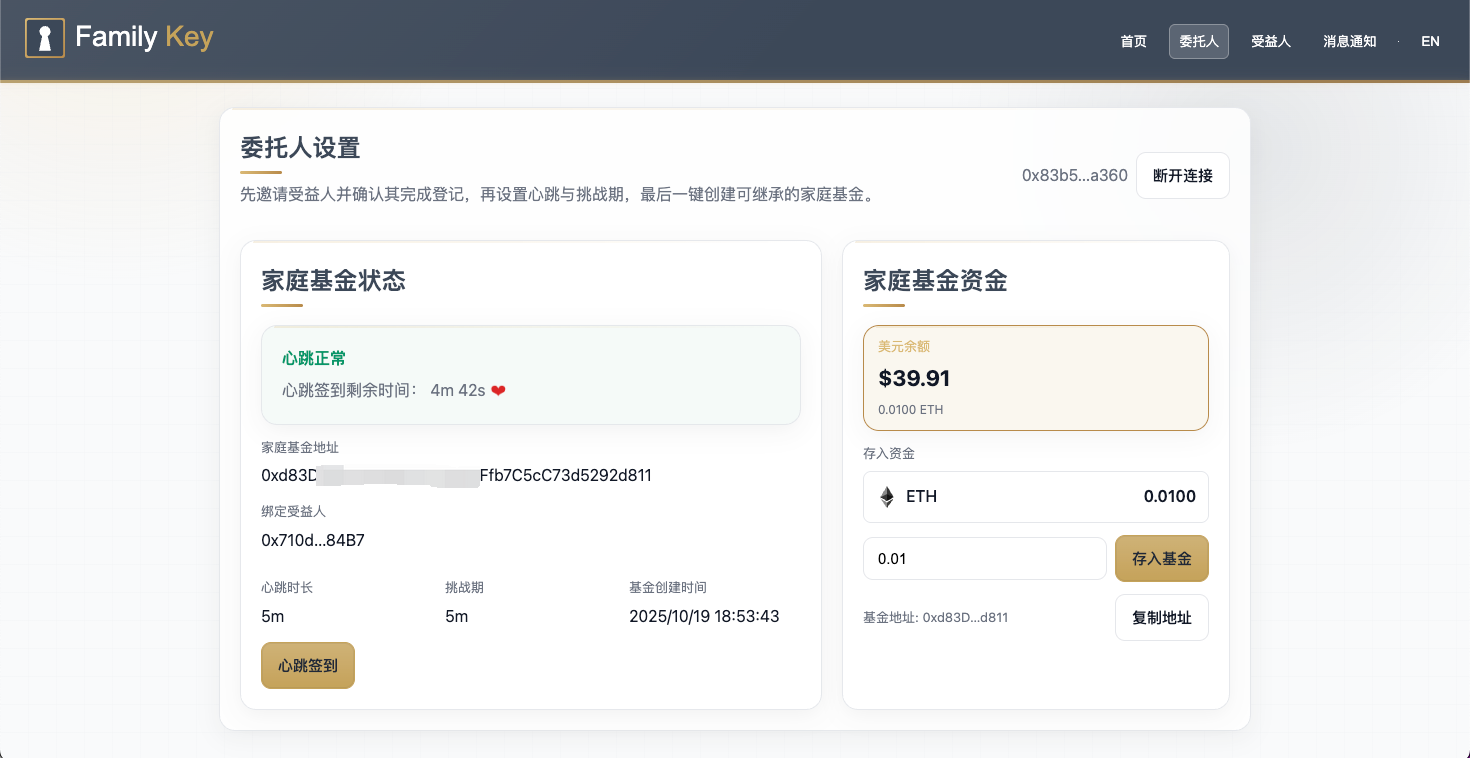 Family Key
首页
委托人
受益人
消息通知
·
EN
委托人设置
先邀请受益人并确认其完成登记，再设置心跳与挑战期，最后一键创建可继承的家庭基金。
0x83b5...a360
断开连接
家庭基金状态
心跳正常
心跳签到剩余时间： 4m 42s ❤
家庭基金地址
0xd83D Ffb7C5cC73d5292d811
绑定受益人
0x710d...84B7
心跳时长 挑战期 基金创建时间
5m 5m 2025/10/19 18:53:43
心跳签到
家庭基金资金
美元余额
$39.91
0.0100 ETH
存入资金
ETH 0.0100
0.01 存入基金
基金地址: 0xd83D...d811 复制地址